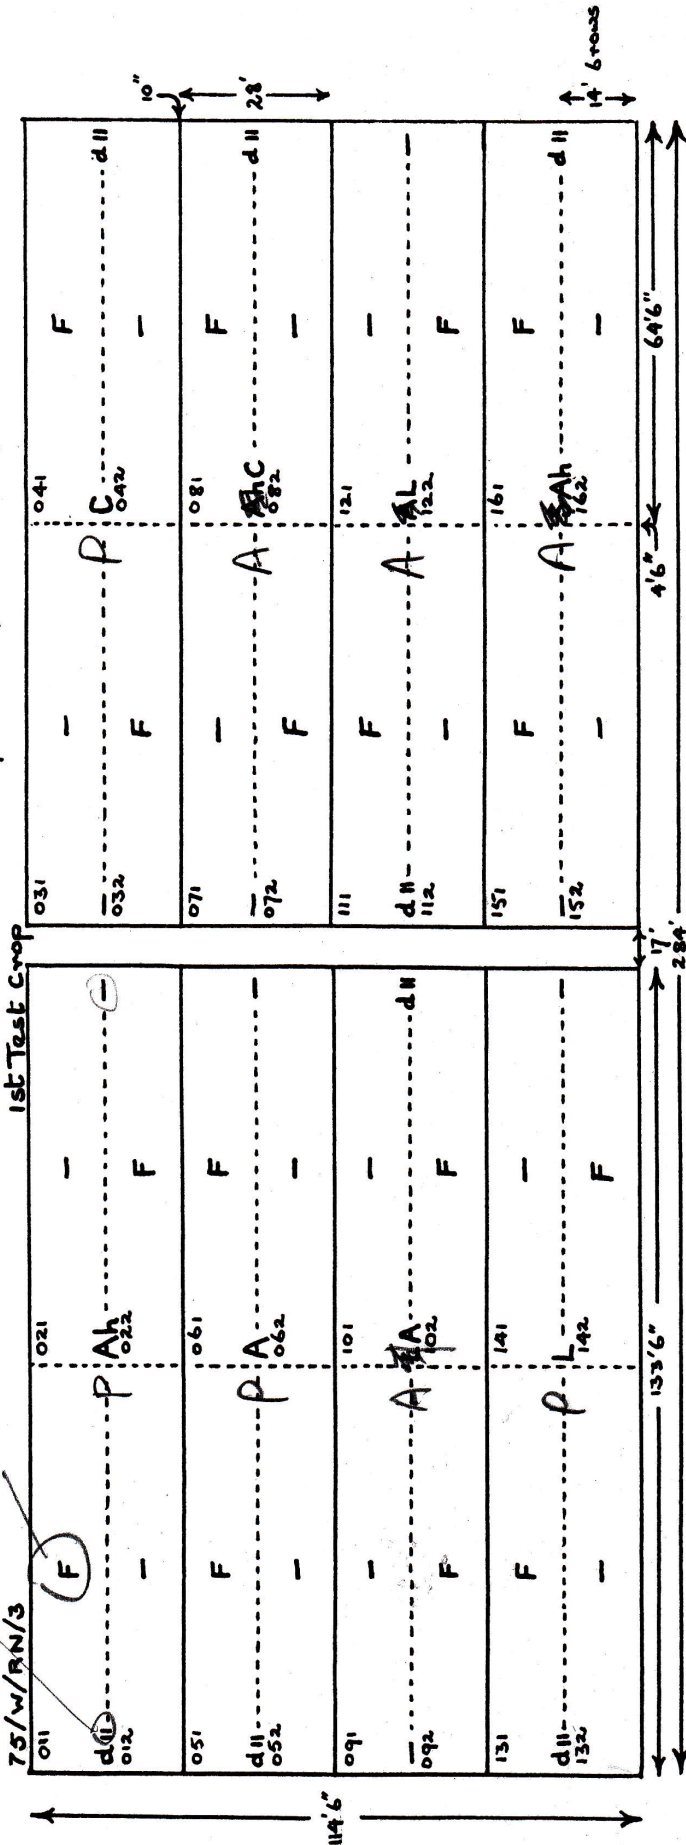 75/W/RN/3
1st Test Crop
011 F 021 —
d11 P Ah —
012 — 022 F
031 — 041 F
— P C d11
032 F 042 —
10"
051 F 061 F
d11 P A —
052 — 062 —
071 — 081 F
— A C d11
072 F 082 —
28'
091 — 101 —
— A A d11
092 F 102 F
111 F 121 —
d11 A L —
112 — 122 F
131 F 141 —
d11 P L —
132 — 142 F
151 F 161 F
— A Ah d11
152 — 162 —
14' 6 rows
114'6"
133'6"
17'
4'6"
64'6"
284'